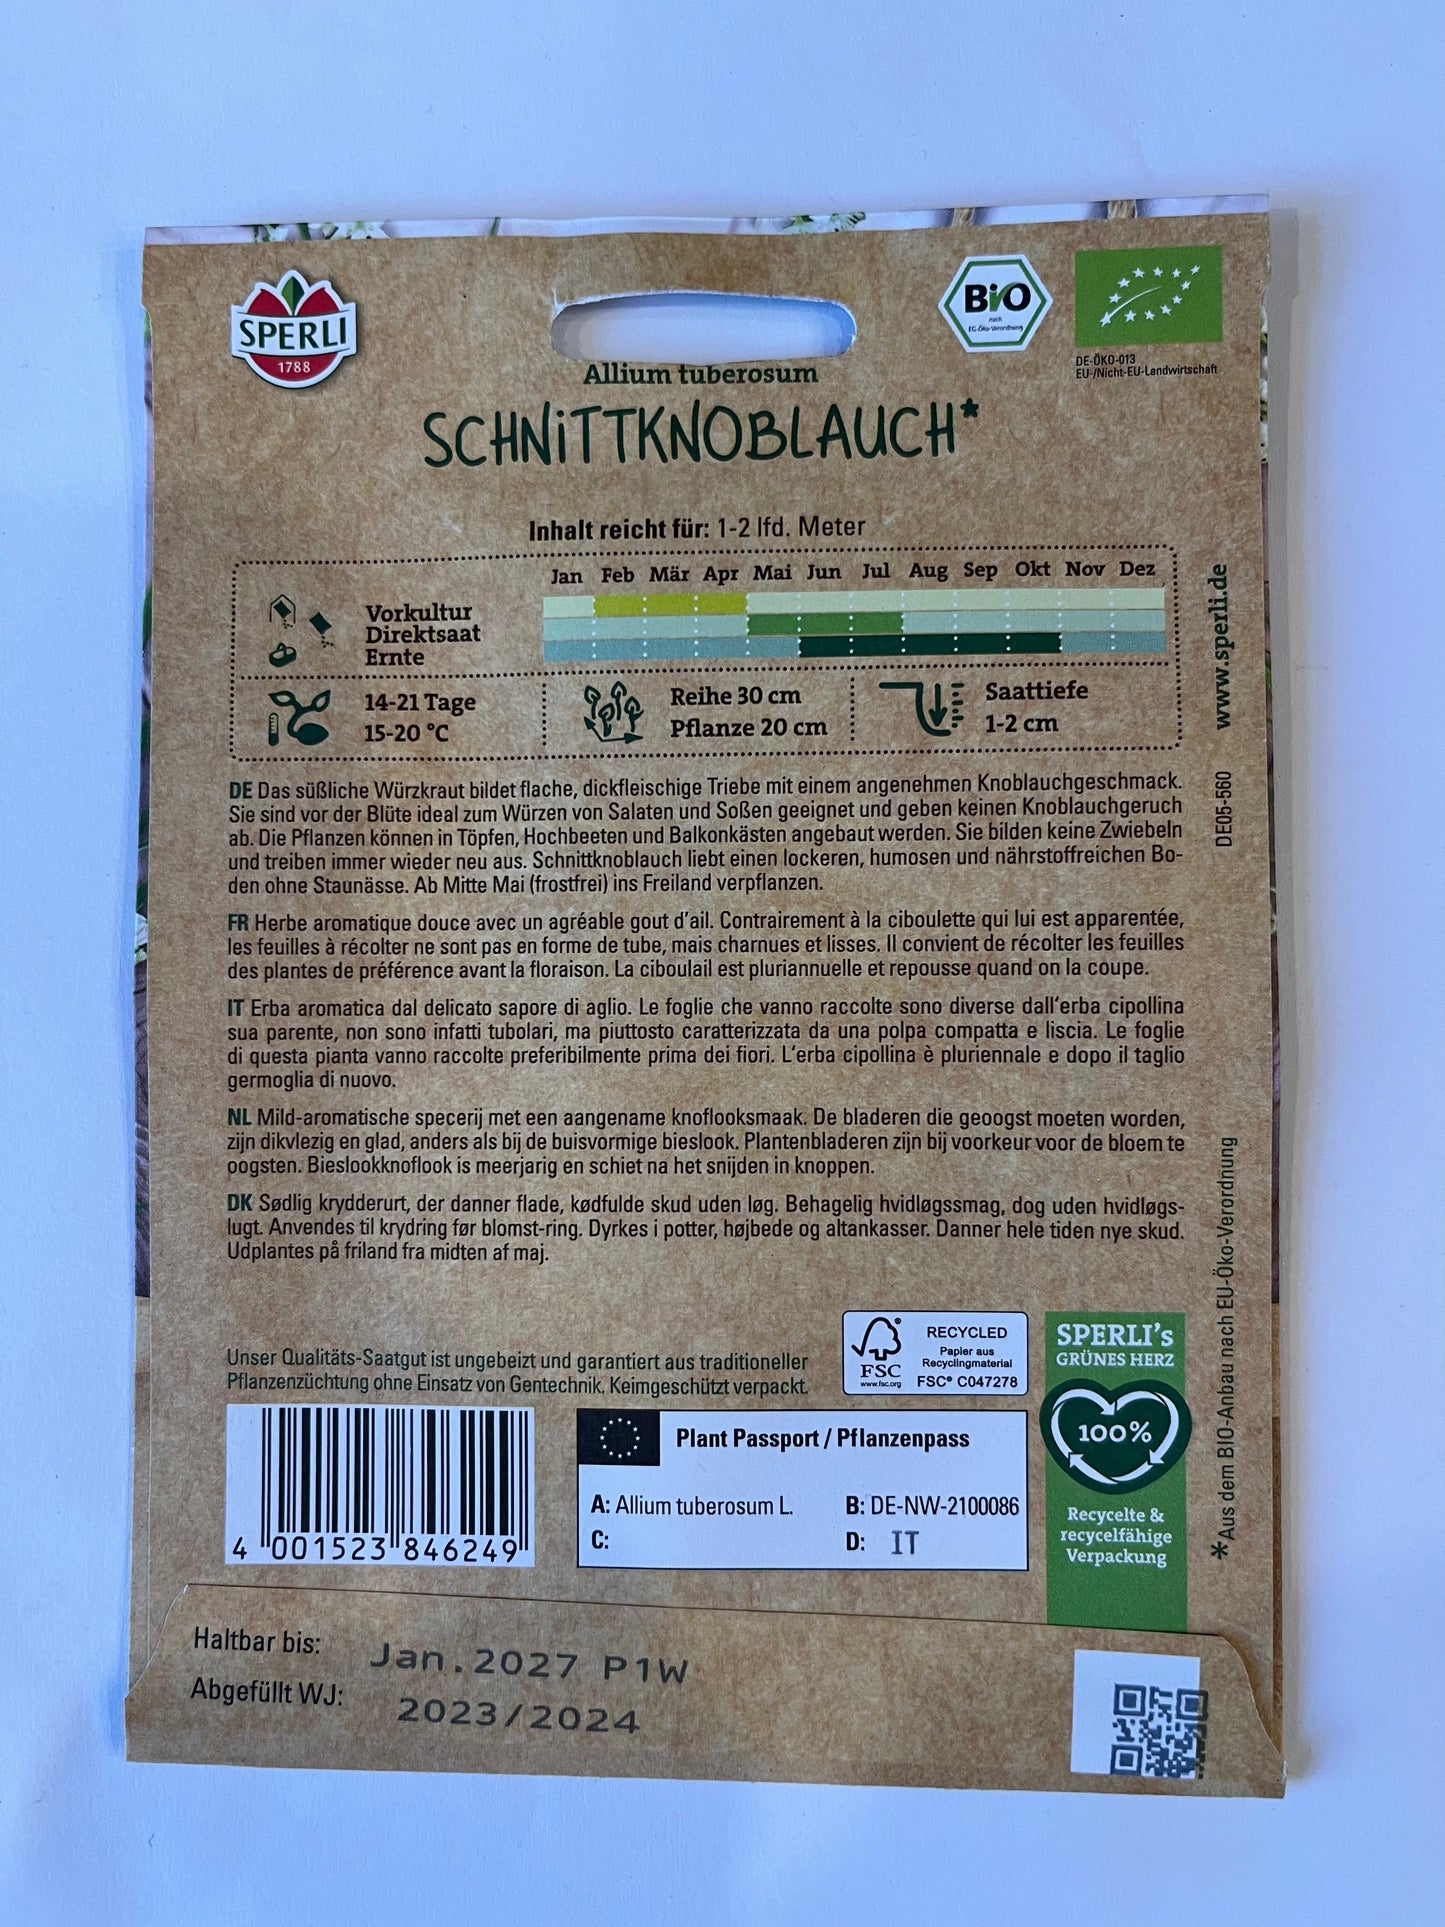 SPERLI
1788
BiO
nach
EG-Öko-Verordnung
DE-ÖKO-013
EU-/Nicht-EU-Landwirtschaft
Allium tuberosum
SCHNiTTKNOBLAUCH*
Inhalt reicht für: 1-2 lfd. Meter
Jan Feb Mär Apr Mai Jun Jul Aug Sep Okt Nov Dez
Vorkultur
Direktsaat
Ernte
14-21 Tage
15-20 °C
Reihe 30 cm
Pflanze 20 cm
Saattiefe
1-2 cm
DE Das süßliche Würzkraut bildet flache, dickfleischige Triebe mit einem angenehmen Knoblauchgeschmack.
Sie sind vor der Blüte ideal zum Würzen von Salaten und Soßen geeignet und geben keinen Knoblauchgeruch
ab. Die Pflanzen können in Töpfen, Hochbeeten und Balkonkästen angebaut werden. Sie bilden keine Zwiebeln
und treiben immer wieder neu aus. Schnittknoblauch liebt einen lockeren, humosen und nährstoffreichen Bo-
den ohne Staunässe. Ab Mitte Mai (frostfrei) ins Freiland verpflanzen.
FR Herbe aromatique douce avec un agréable gout d'ail. Contrairement à la ciboulette qui lui est apparentée,
les feuilles à récolter ne sont pas en forme de tube, mais charnues et lisses. Il convient de récolter les feuilles
des plantes de préférence avant la floraison. La ciboulail est pluriannuelle et repousse quand on la coupe.
IT Erba aromatica dal delicato sapore di aglio. Le foglie che vanno raccolte sono diverse dall'erba cipollina
sua parente, non sono infatti tubolari, ma piuttosto caratterizzata da una polpa compatta e liscia. Le foglie
di questa pianta vanno raccolte preferibilmente prima dei fiori. L'erba cipollina è pluriennale e dopo il taglio
germoglia di nuovo.
NL Mild-aromatische specerij met een aangename knoflooksmaak. De bladeren die geoogst moeten worden,
zijn dikvlezig en glad, anders als bij de buisvormige bieslook. Plantenbladeren zijn bij voorkeur voor de bloem te
oogsten. Bieslookknoflook is meerjarig en schiet na het snijden in knoppen.
DK Sødlig krydderurt, der danner flade, kødfulde skud uden løg. Behagelig hvidløgssmag, dog uden hvidløgs-
lugt. Anvendes til krydring før blomst-ring. Dyrkes i potter, højbede og altankasser. Danner hele tiden nye skud.
Udplantes på friland fra midten af maj.
www.sperli.de
DE05-560
*Aus dem BIO-Anbau nach EU-Öko-Verordnung
Unser Qualitäts-Saatgut ist ungebeizt und garantiert aus traditioneller
Pflanzenzüchtung ohne Einsatz von Gentechnik. Keimgeschützt verpackt.
FSC
www.fsc.org
RECYCLED
Papier aus
Recyclingmaterial
FSC® C047278
SPERLI's
GRÜNES HERZ
100%
Recycelte &
recycelfähige
Verpackung
4 001523 846249
Plant Passport / Pflanzenpass
A: Allium tuberosum L. B: DE-NW-2100086
C: D: IT
Haltbar bis: Jan.2027 P1W
Abgefüllt WJ: 2023/2024